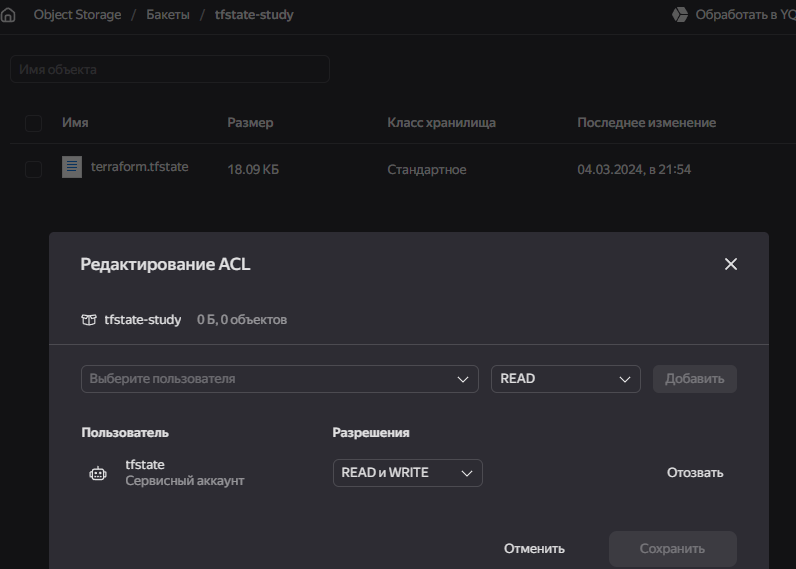 Object Storage / Бакеты / tfstate-study Обработать в YQ
Имя объекта
Имя Размер Класс хранилища Последнее изменение
terraform.tfstate 18.09 КБ Стандартное 04.03.2024, в 21:54
Редактирование ACL
tfstate-study 0 Б, 0 объектов
Выберите пользователя READ Добавить
Пользователь Разрешения
tfstate READ и WRITE Отозвать
Сервисный аккаунт
Отменить Сохранить